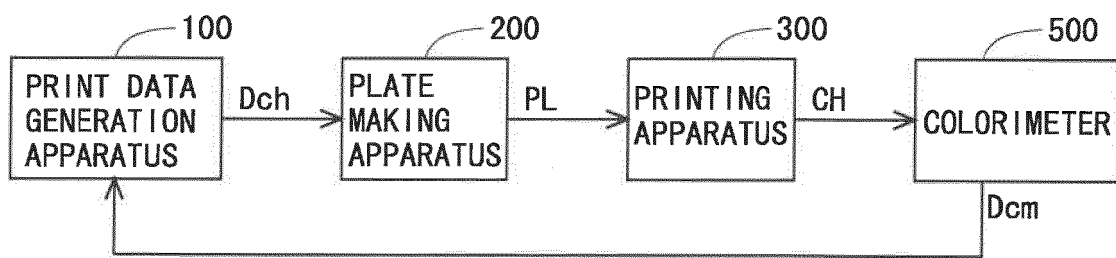 100
200
300
500
PRINT DATA
GENERATION
APPARATUS
Dch
PLATE
MAKING
APPARATUS
PL
PRINTING
APPARATUS
CH
COLORIMETER
Dcm